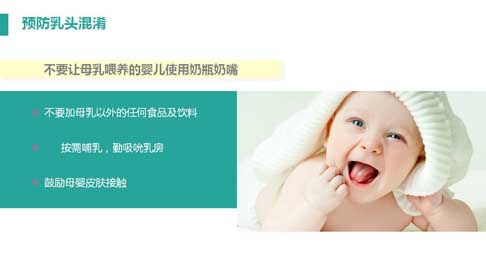 预防乳头混淆
不要让母乳喂养的婴儿使用奶瓶奶嘴
不要加母乳以外的任何食品及饮料
按需哺乳，勤吸吮乳房
鼓励母婴皮肤接触